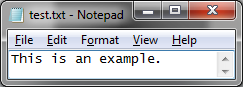 test.txt - Notepad
File Edit Format View Help
This is an example.